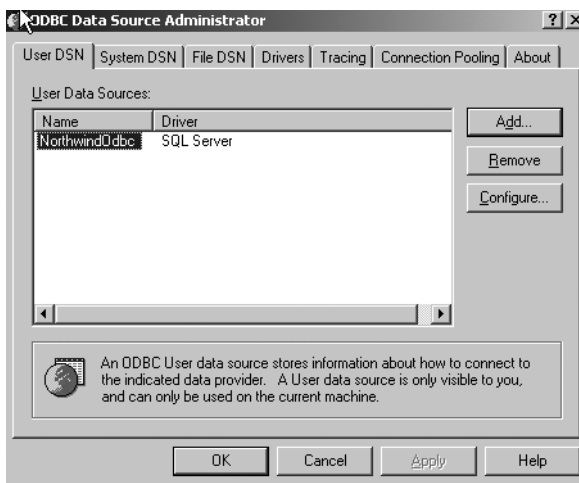 ODBC Data Source Administrator
User DSN System DSN File DSN Drivers Tracing Connection Pooling About
User Data Sources:
Name Driver
NorthwindOdbc SQL Server
Add...
Remove
Configure...
An ODBC User data source stores information about how to connect to
the indicated data provider. A User data source is only visible to you,
and can only be used on the current machine.
OK Cancel Apply Help